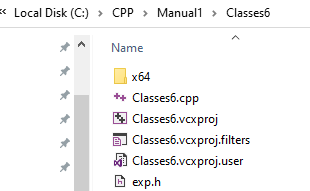 « Local Disk (C:) › CPP › Manual1 › Classes6
Name
x64
Classes6.cpp
Classes6.vcxproj
Classes6.vcxproj.filters
Classes6.vcxproj.user
exp.h